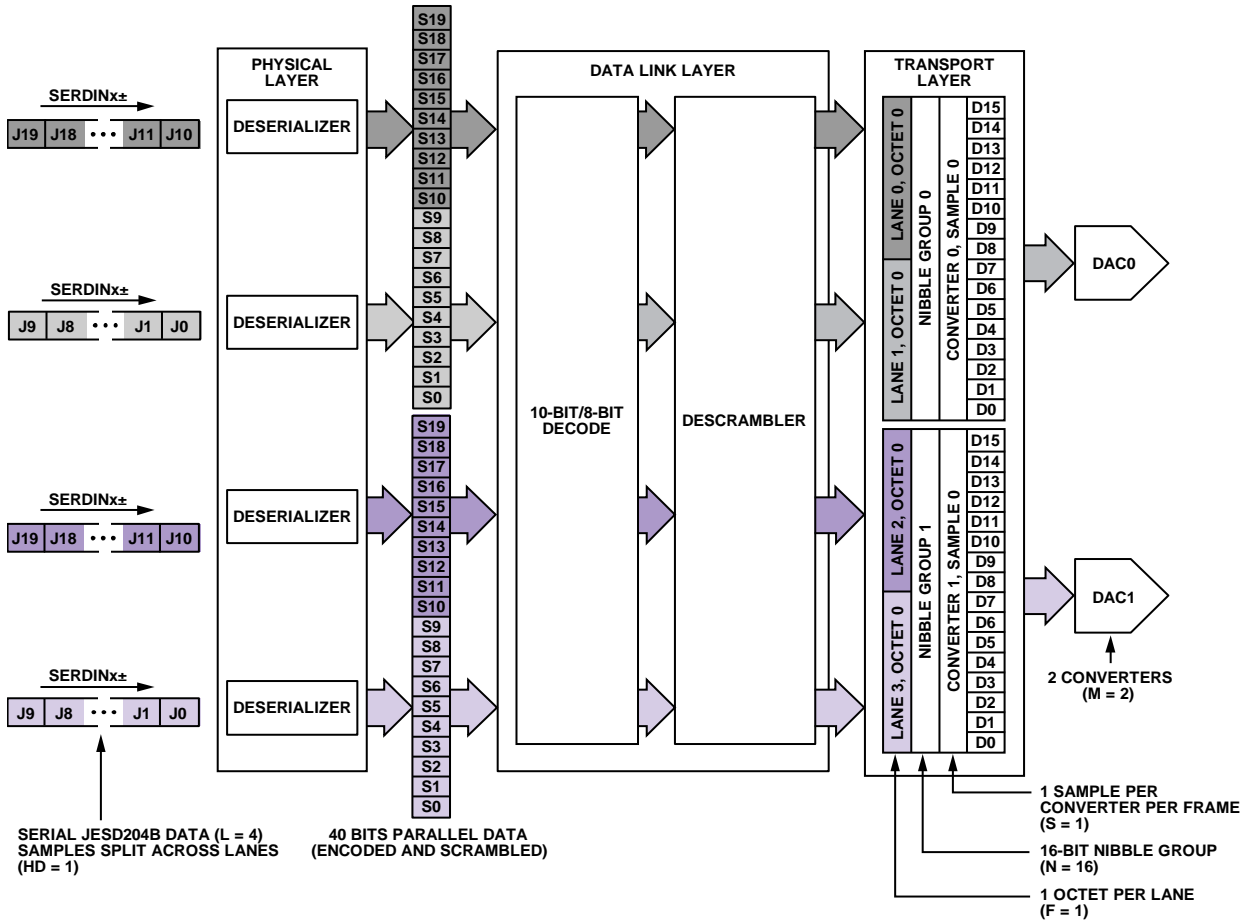 SERDINx±
J19 J18 ••• J11 J10
SERDINx±
J9 J8 ••• J1 J0
SERDINx±
J19 J18 ••• J11 J10
SERDINx±
J9 J8 ••• J1 J0
SERIAL JESD204B DATA (L = 4)
SAMPLES SPLIT ACROSS LANES
(HD = 1)
PHYSICAL
LAYER
DESERIALIZER
DESERIALIZER
DESERIALIZER
DESERIALIZER
S19
S18
S17
S16
S15
S14
S13
S12
S11
S10
S9
S8
S7
S6
S5
S4
S3
S2
S1
S0
S19
S18
S17
S16
S15
S14
S13
S12
S11
S10
S9
S8
S7
S6
S5
S4
S3
S2
S1
S0
40 BITS PARALLEL DATA
(ENCODED AND SCRAMBLED)
DATA LINK LAYER
10-BIT/8-BIT
DECODE
DESCRAMBLER
TRANSPORT
LAYER
LANE 0, OCTET 0
LANE 1, OCTET 0
NIBBLE GROUP 0
CONVERTER 0, SAMPLE 0
D15
D14
D13
D12
D11
D10
D9
D8
D7
D6
D5
D4
D3
D2
D1
D0
LANE 2, OCTET 0
LANE 3, OCTET 0
NIBBLE GROUP 1
CONVERTER 1, SAMPLE 0
D15
D14
D13
D12
D11
D10
D9
D8
D7
D6
D5
D4
D3
D2
D1
D0
DAC0
DAC1
2 CONVERTERS
(M = 2)
1 SAMPLE PER
CONVERTER PER FRAME
(S = 1)
16-BIT NIBBLE GROUP
(N = 16)
1 OCTET PER LANE
(F = 1)